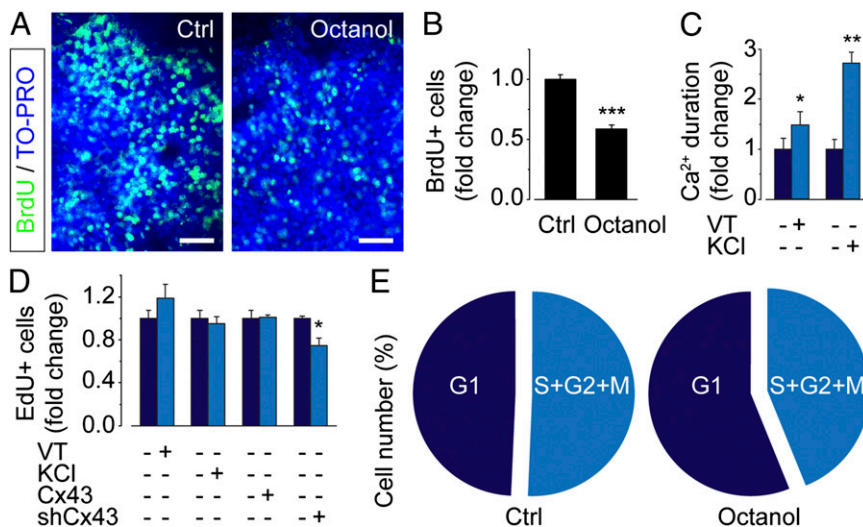 A
BrdU / TO-PRO
Ctrl
Octanol
B
BrdU+ cells
(fold change)
1.0
0.5
0.0
***
Ctrl Octanol
C
Ca²⁺ duration
(fold change)
3
2
1
0
*
**
VT - + - -
KCl - - - +
D
EdU+ cells
(fold change)
1.2
0.8
0.4
0.0
*
VT - + - - - - - -
KCl - - - + - - - -
Cx43 - - - - - + - -
shCx43 - - - - - - - +
E
Cell number (%)
G1
S+G2+M
G1
S+G2+M
Ctrl
Octanol